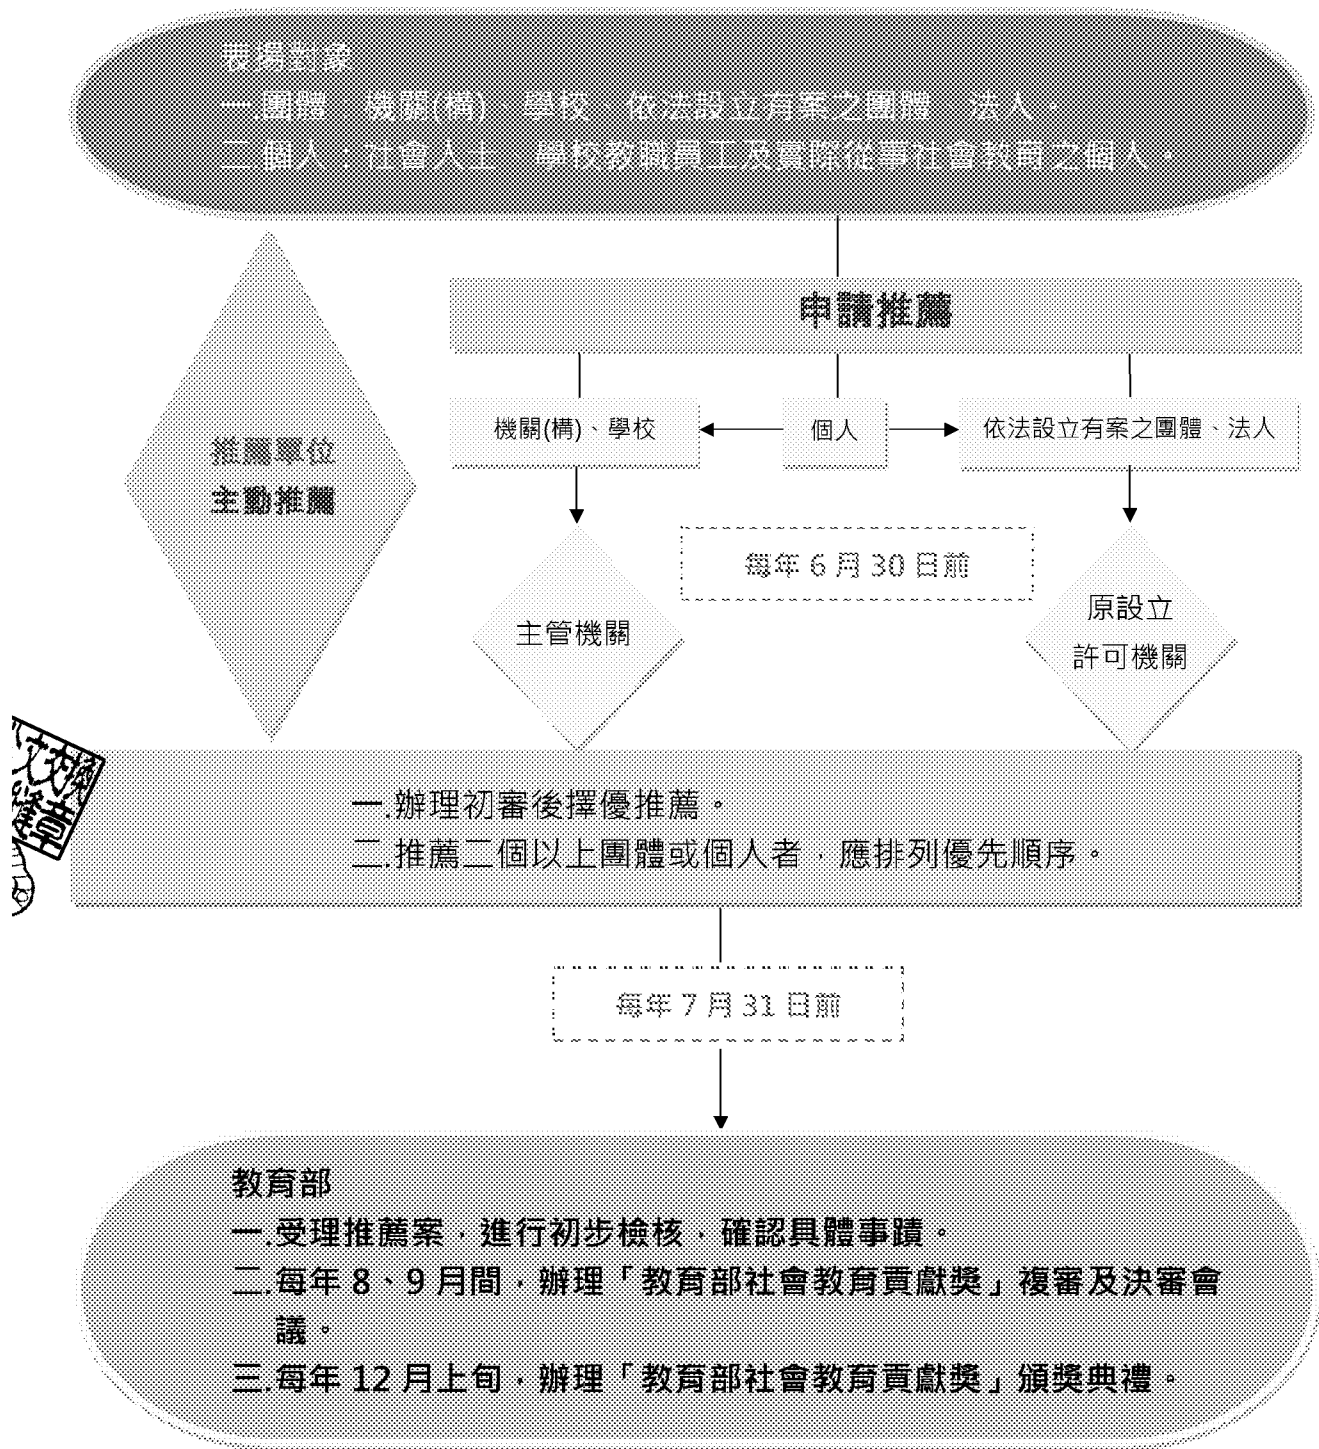 表揚對象
一.團體：機關(構)、學校、依法設立有案之團體、法人。
二.個人：社會人士、學校教職員工及實際從事社會教育之個人。
申請推薦
機關(構)、學校
個人
依法設立有案之團體、法人
推薦單位
主動推薦
每年 6 月 30 日前
主管機關
原設立
許可機關
一.辦理初審後擇優推薦。
二.推薦二個以上團體或個人者，應排列優先順序。
每年 7 月 31 日前
教育部
一.受理推薦案，進行初步檢核，確認具體事蹟。
二.每年 8、9 月間，辦理「教育部社會教育貢獻獎」複審及決審會
議。
三.每年 12 月上旬，辦理「教育部社會教育貢獻獎」頒獎典禮。